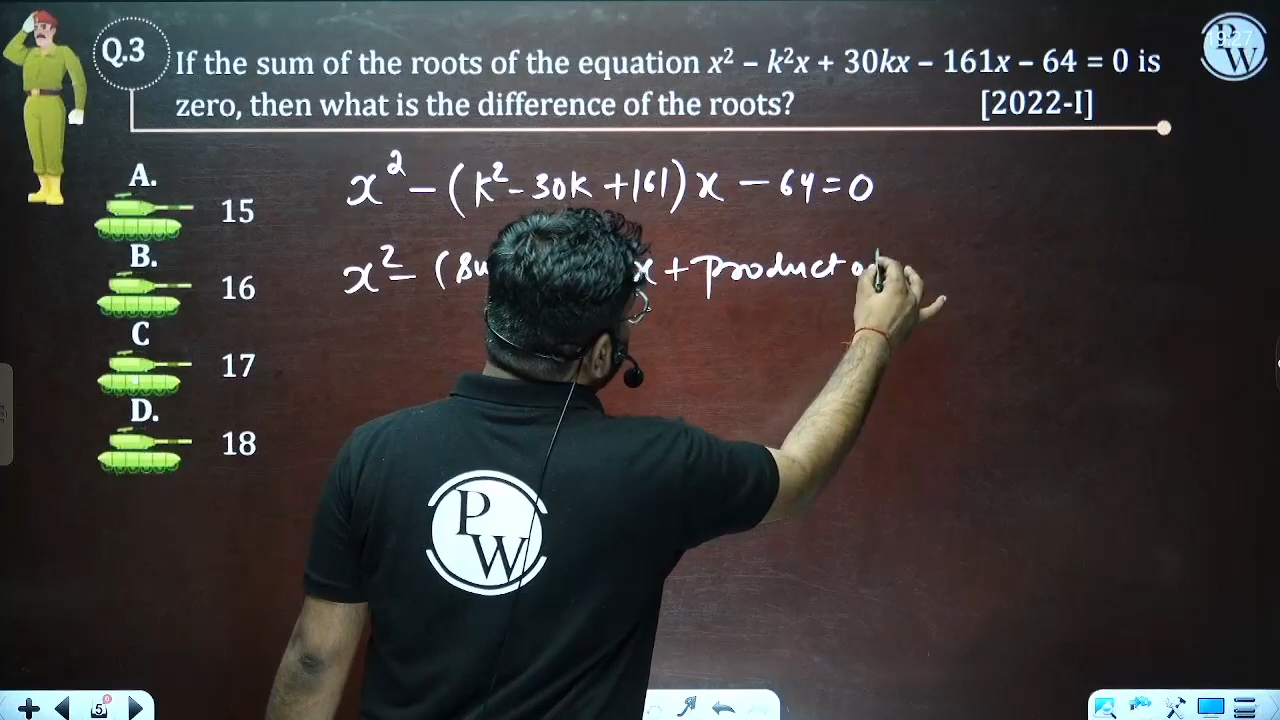 Q.3
If the sum of the roots of the equation x² – k²x + 30kx – 161x – 64 = 0 is
zero, then what is the difference of the roots? [2022-I]
A.
15
B.
16
C
17
D.
18
x² – (k² - 30k + 161) x – 64 = 0
x² – ( x + product
P
W
P
W
5